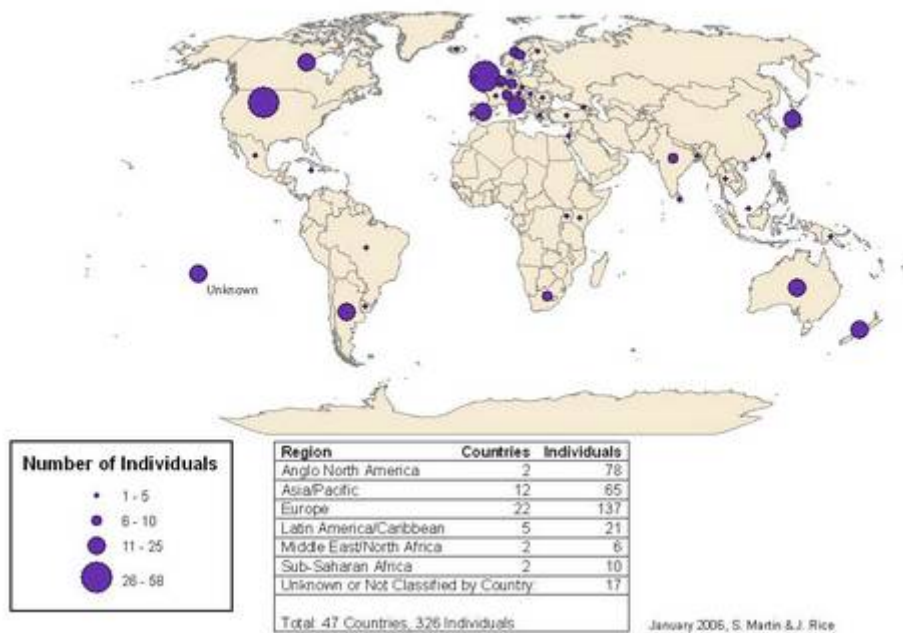 Unknown
Number of Individuals
1 - 5
6 - 10
11 - 25
26 - 58
Region Countries Individuals
Anglo North America 2 78
Asia/Pacific 12 65
Europe 22 137
Latin America/Caribbean 5 21
Middle East/North Africa 2 6
Sub-Saharan Africa 2 10
Unknown or Not Classified by Country 17
Total: 47 Countries, 326 Individuals
January 2006, S. Martin & J. Rice